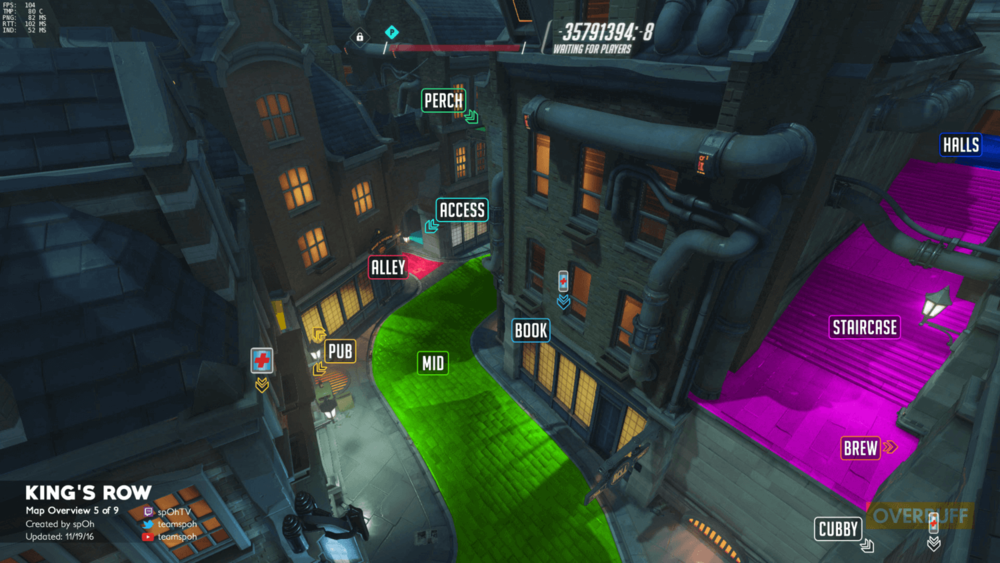 FPS: 104
TMP: 80 C
PNG: 82 MS
RTT: 102 MS
IND: 52 MS
P
-35791394:-8
WAITING FOR PLAYERS
PERCH
HALLS
ACCESS
ALLEY
STAIRCASE
BOOK
PUB
MID
BREW
KING'S ROW
Map Overview 5 of 9
Created by spOh
Updated: 11/19/16
spOhTV
teamspoh
teamspoh
OVERBUFF
CUBBY